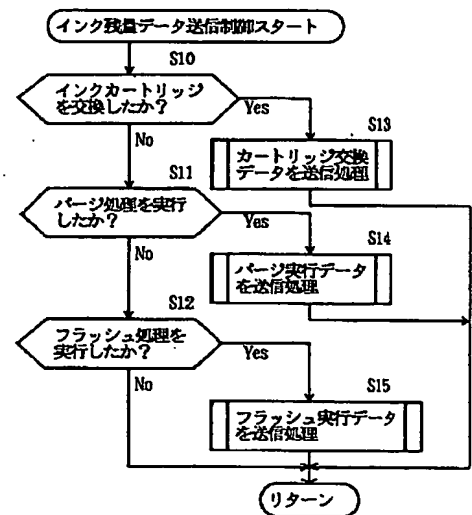 インク残量データ送信制御スタート
S10
インクカートリッジ
を交換したか？
Yes
No
S13
カートリッジ交換
データを送信処理
S11
パージ処理を実行
したか？
Yes
No
S14
パージ実行データ
を送信処理
S12
フラッシュ処理を
実行したか？
Yes
No
S15
フラッシュ実行データ
を送信処理
リターン